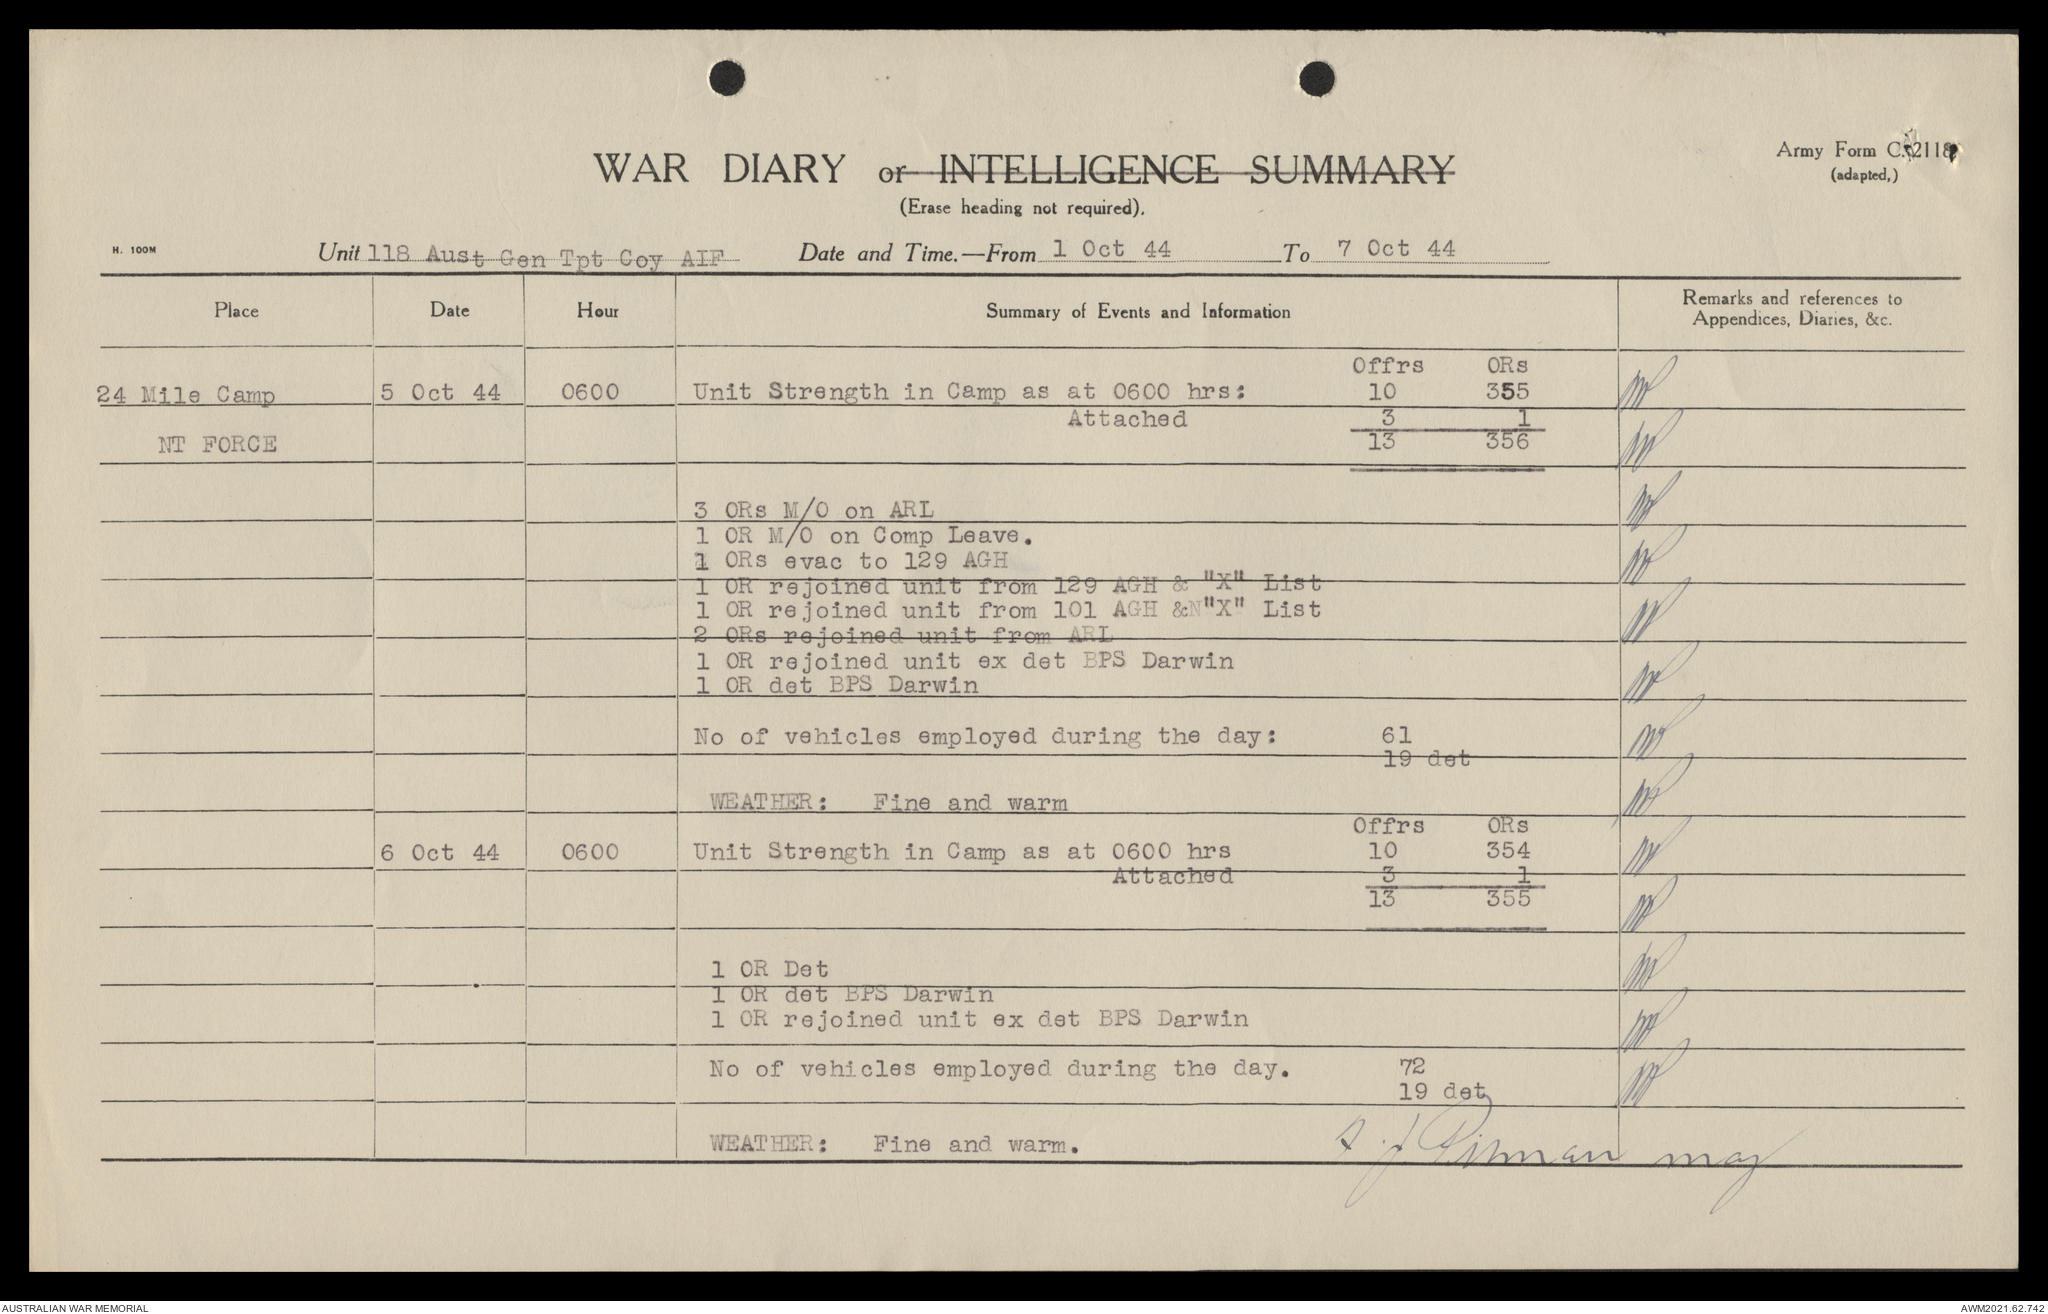 WAR DIARY or INTELLIGENCE SUMMARY
(Erase heading not required).
Army Form C. 2118
(adapted,)
H. 100M
Unit 118 Aust Gen Tpt Coy AIF Date and Time.—From 1 Oct 44 To 7 Oct 44
Place Date Hour Summary of Events and Information Remarks and references to
Appendices, Diaries, &c.
Offrs ORs
24 Mile Camp 5 Oct 44 0600 Unit Strength in Camp as at 0600 hrs: 10 355
Attached 3 1
NT FORCE 13 356
3 ORs M/O on ARL
1 OR M/O on Comp Leave.
1 ORs evac to 129 AGH
1 OR rejoined unit from 129 AGH & "X" List
1 OR rejoined unit from 101 AGH &N"X" List
2 ORs rejoined unit from ARL
1 OR rejoined unit ex det BPS Darwin
1 OR det BPS Darwin
No of vehicles employed during the day: 61
19 det
WEATHER: Fine and warm
Offrs ORs
6 Oct 44 0600 Unit Strength in Camp as at 0600 hrs 10 354
Attached 3 1
13 355
1 OR Det
1 OR det BPS Darwin
1 OR rejoined unit ex det BPS Darwin
No of vehicles employed during the day. 72
19 det
WEATHER: Fine and warm.
Pitman Maj
AUSTRALIAN WAR MEMORIAL
AWM2021.62.742